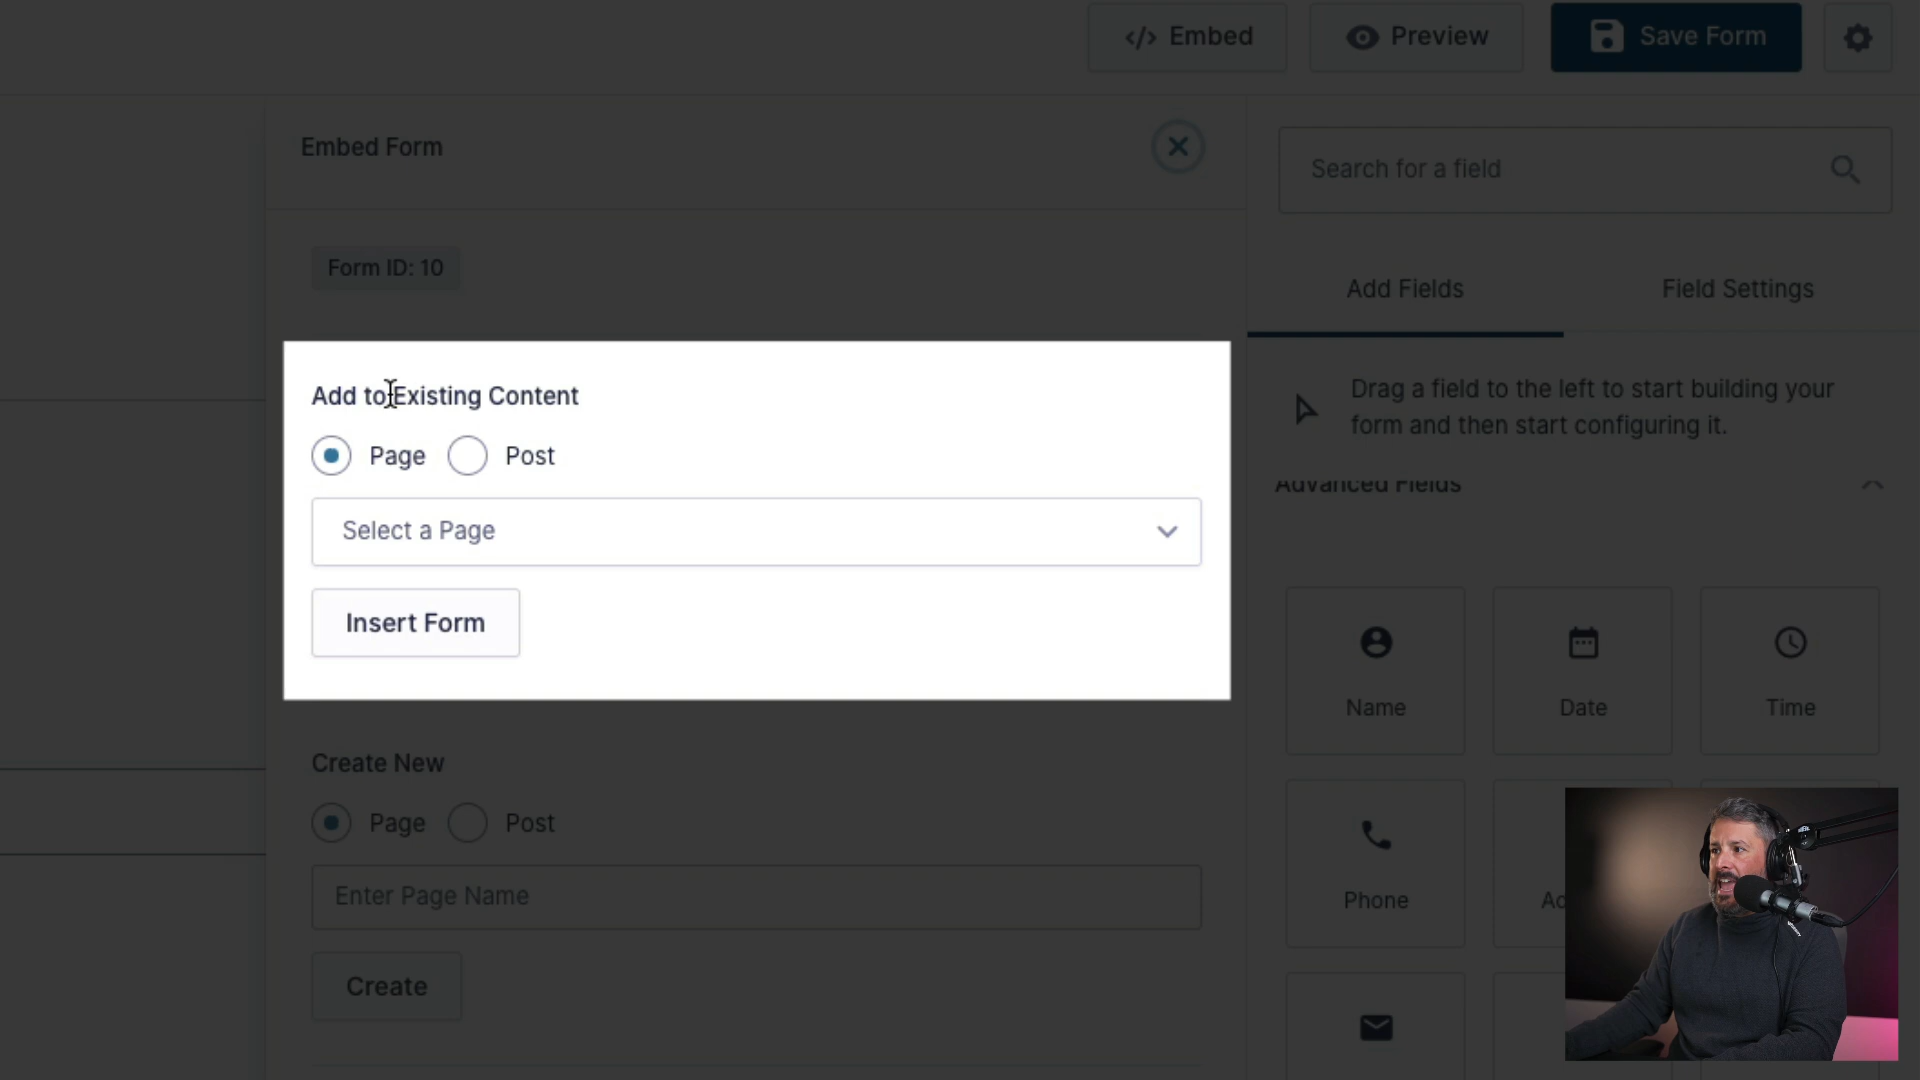 Embed
Preview
Save Form
Embed Form
Search for a field
Form ID: 10
Add Fields
Field Settings
Add to Existing Content
Page
Post
Select a Page
Insert Form
Drag a field to the left to start building your
form and then start configuring it.
Advanced Fields
Name
Date
Time
Create New
Page
Post
Enter Page Name
Create
Phone